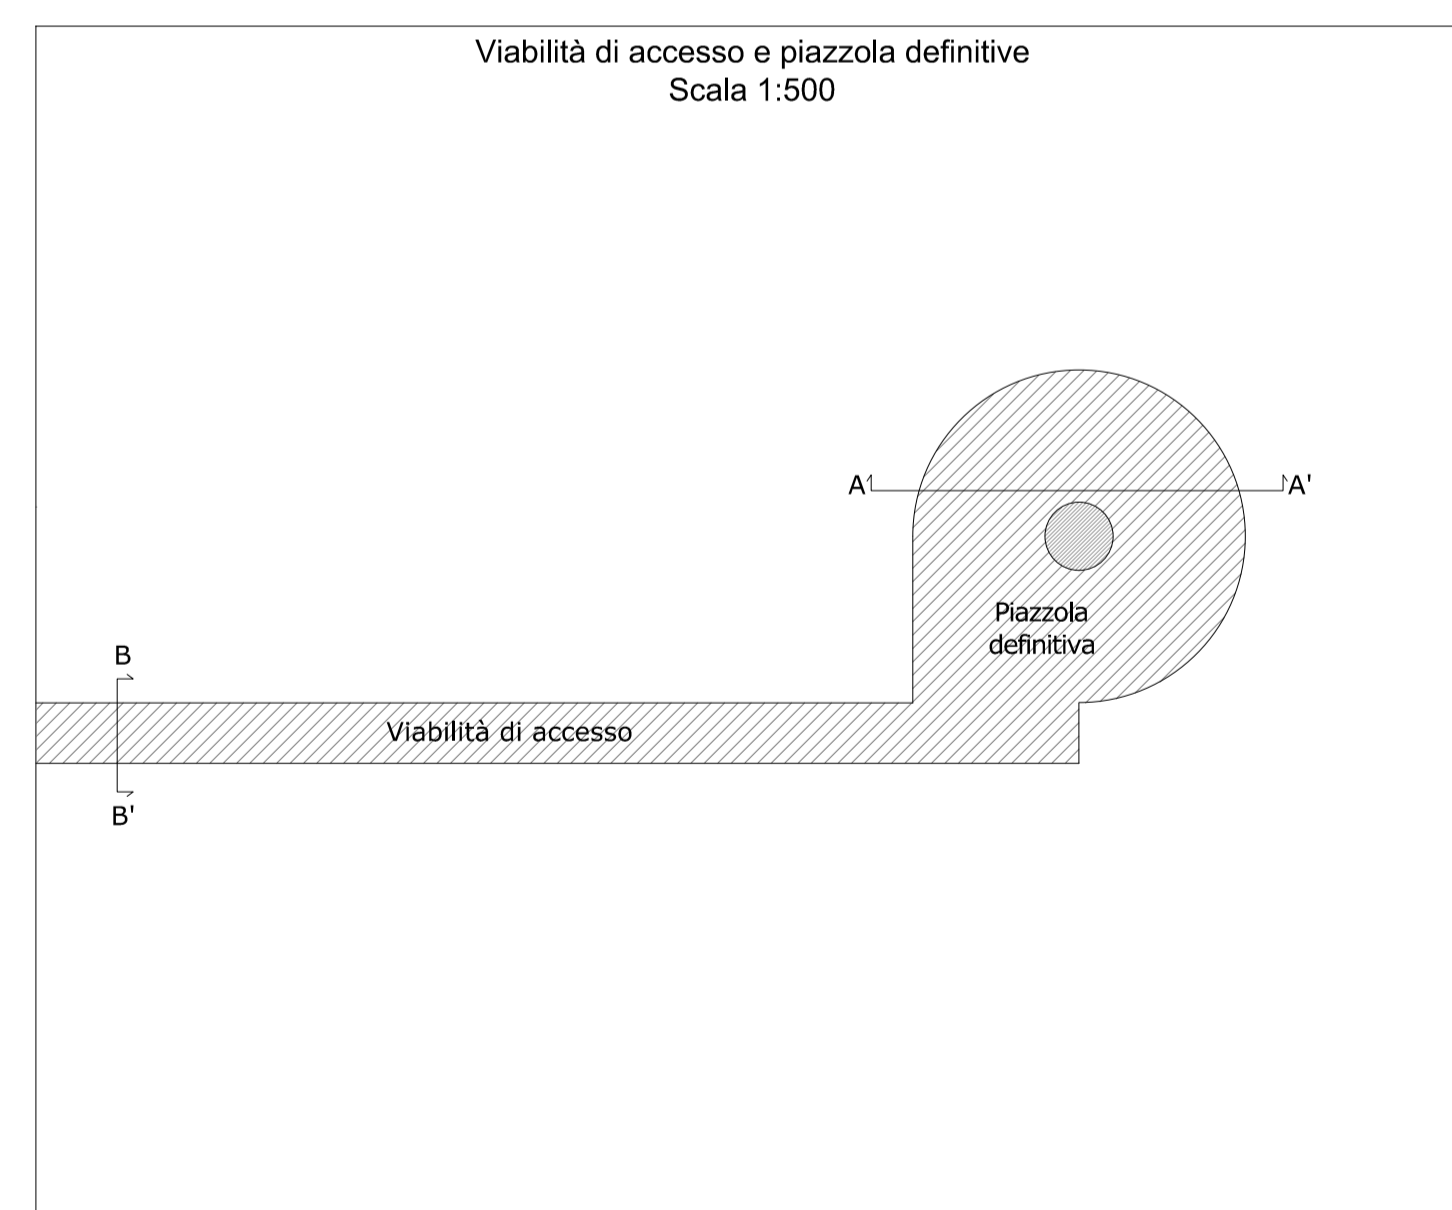 Viabilità di accesso e piazzola definitive
Scala 1:500
A
A'
Piazzola
definitiva
B
Viabilità di accesso
B'